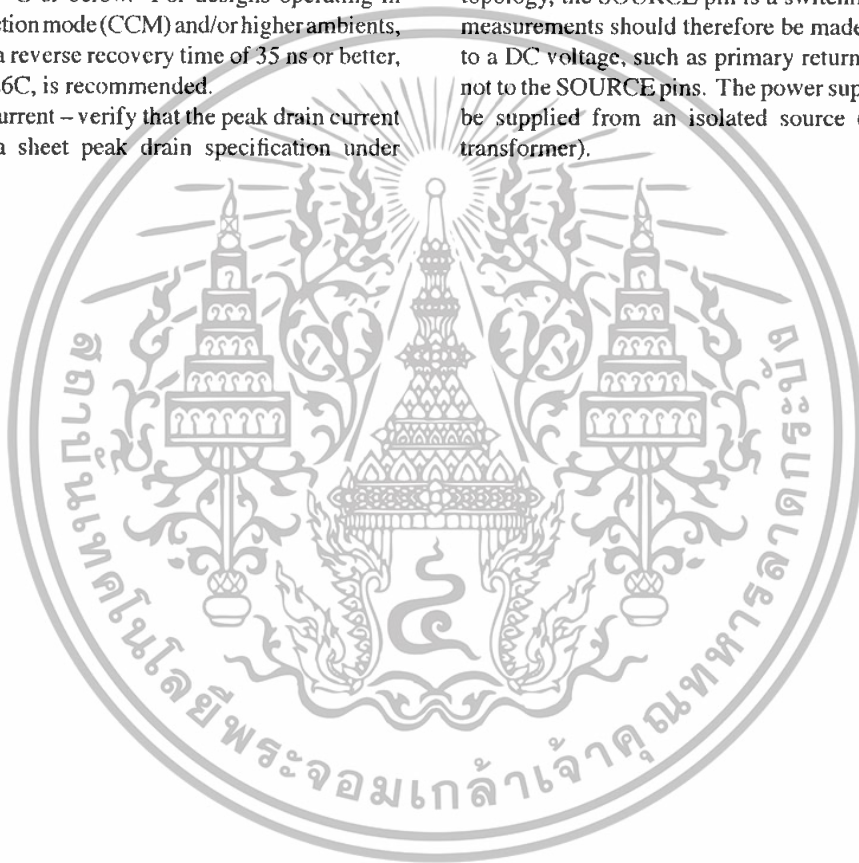 or below. For designs operating in
ction mode (CCM) and/or higher ambients,
a reverse recovery time of 35 ns or better,
6C, is recommended.
urrent – verify that the peak drain current
a sheet peak drain specification under
topology, the SOURCE pin is a switchin
measurements should therefore be made
to a DC voltage, such as primary return
not to the SOURCE pins. The power sup
be supplied from an isolated source (
transformer).
สถาบันเทคโนโลยีพระจอมเกล้าเจ้าคุณทหารลาดกระบัง